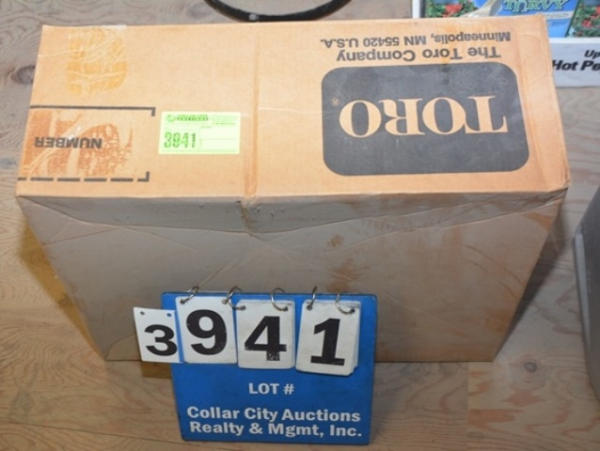 The Toro Company
Minneapolis, MN 55420 U.S.A.
TORO
NUMBER
3941
Hot Pe
3941
LOT #
Collar City Auctions
Realty & Mgmt, Inc.